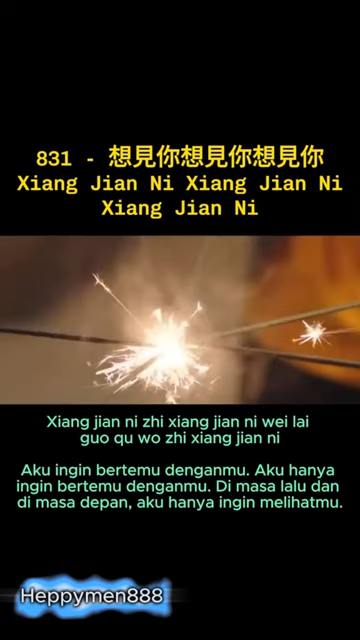 831 - 想見你想見你想見你
Xiang Jian Ni Xiang Jian Ni
Xiang Jian Ni
Xiang jian ni zhi xiang jian ni wei lai
guo qu wo zhi xiang jian ni
Aku ingin bertemu denganmu. Aku hanya
ingin bertemu denganmu. Di masa lalu dan
di masa depan, aku hanya ingin melihatmu.
Heppymen888